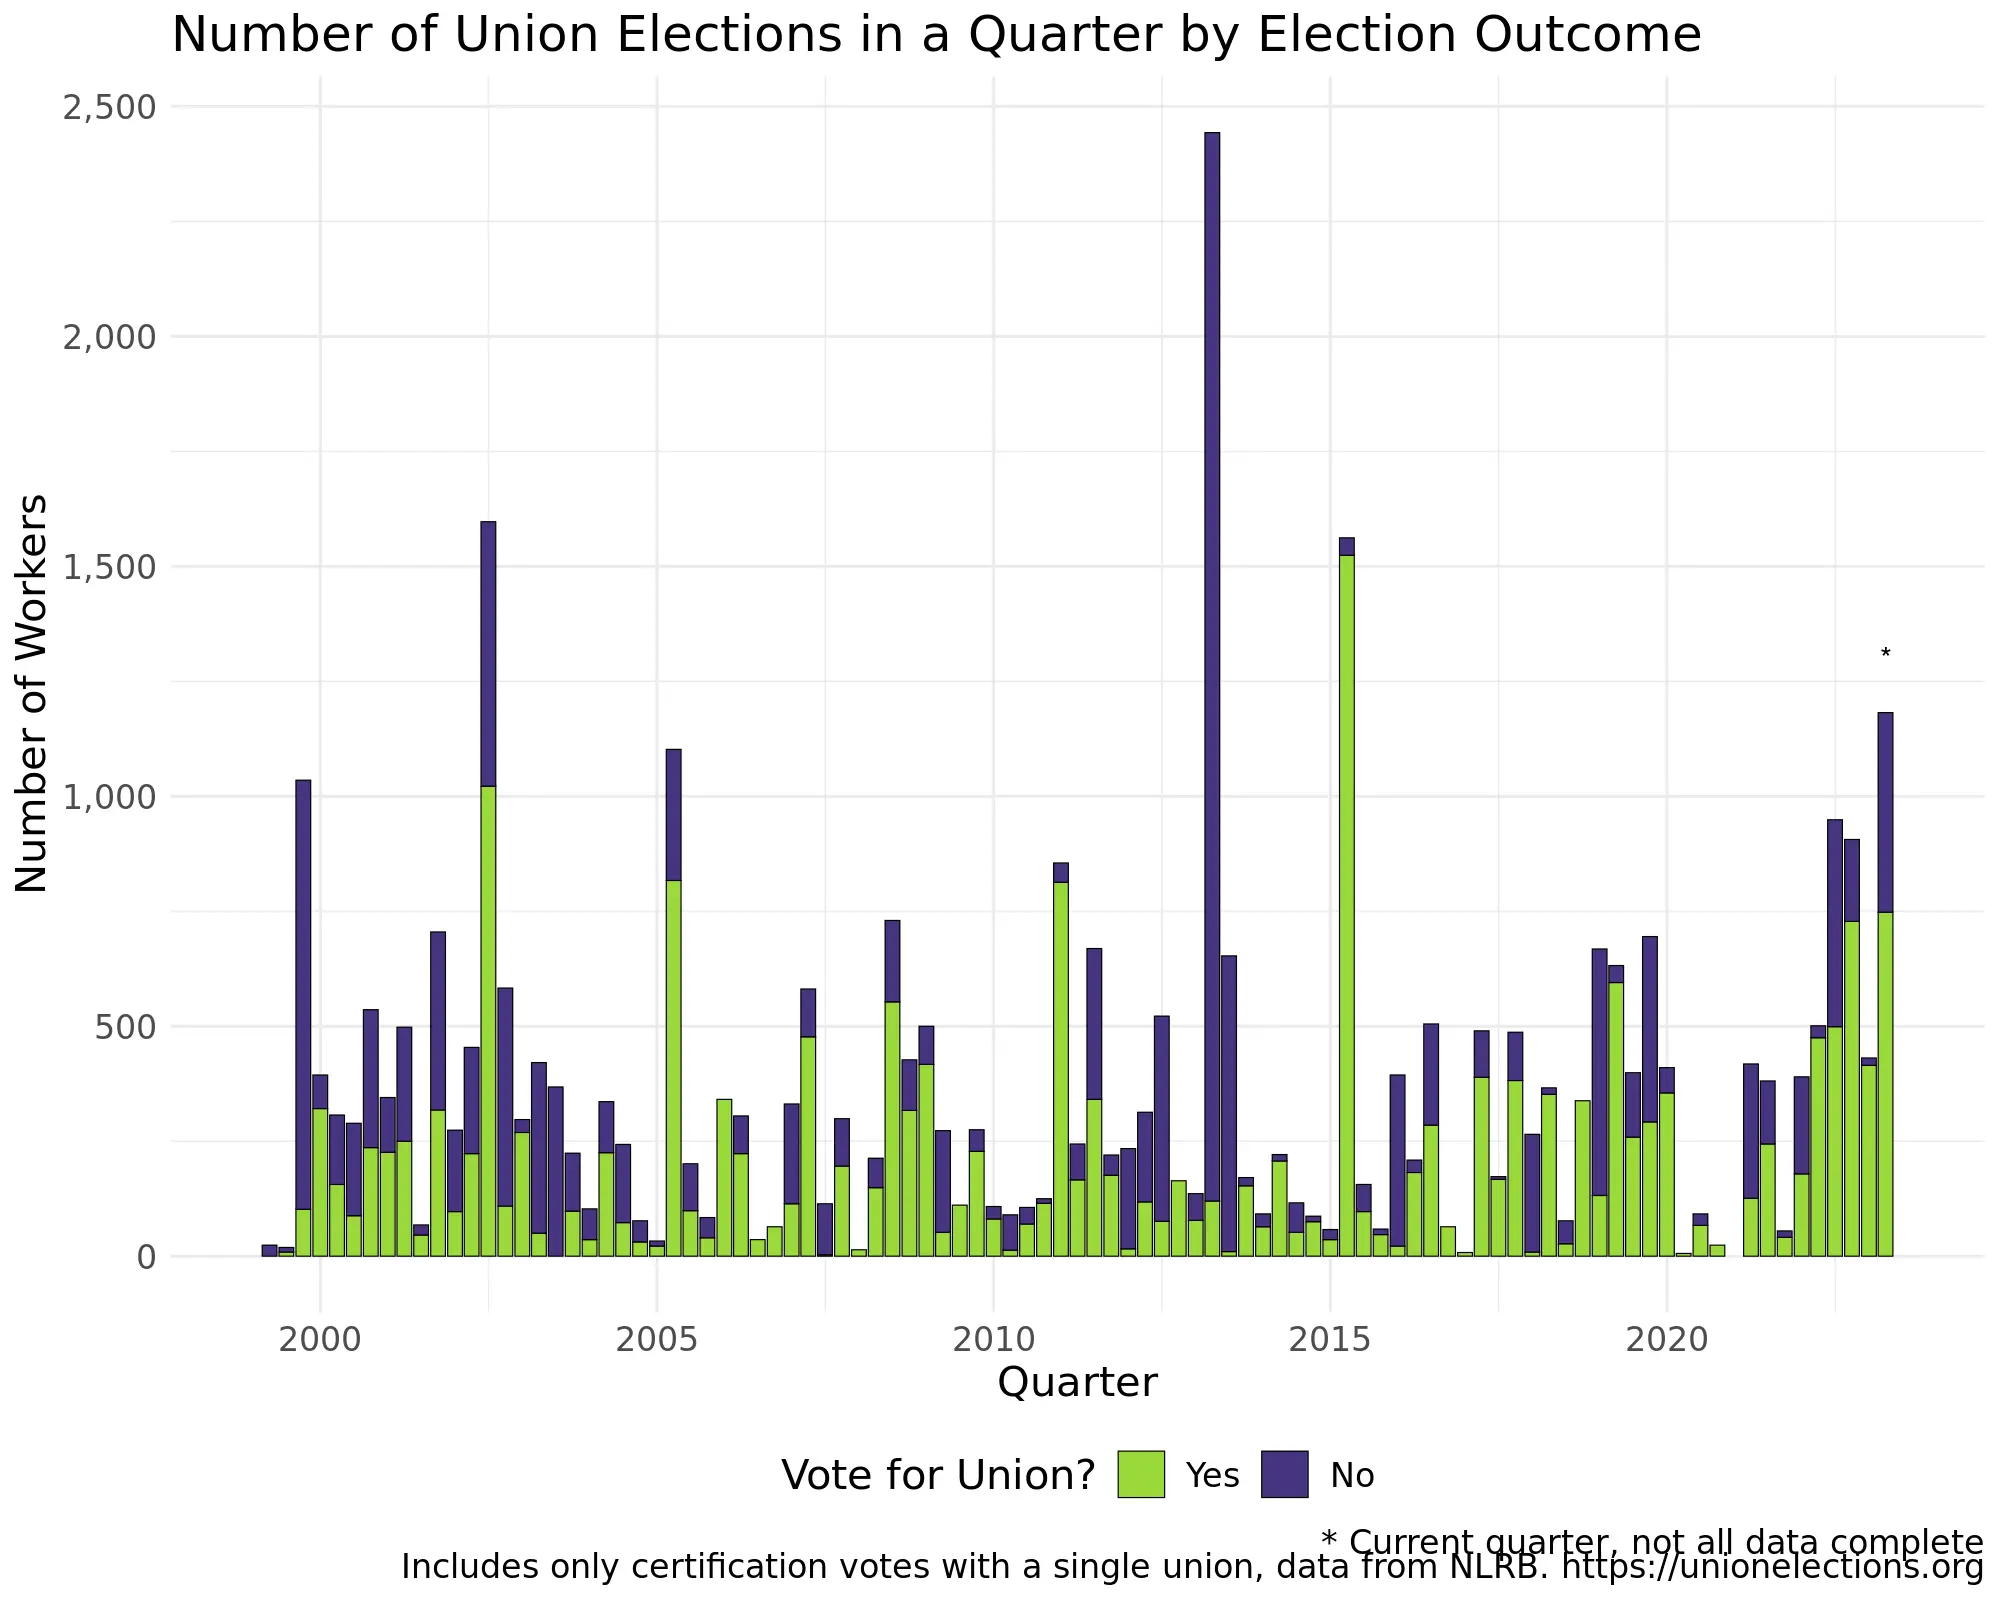 Number of Union Elections in a Quarter by Election Outcome
2,500
2,000
1,500
1,000
500
0
Number of Workers
*
2000 2005 2010 2015 2020
Quarter
Vote for Union? Yes No
* Current quarter, not all data complete
Includes only certification votes with a single union, data from NLRB. https://unionelections.org